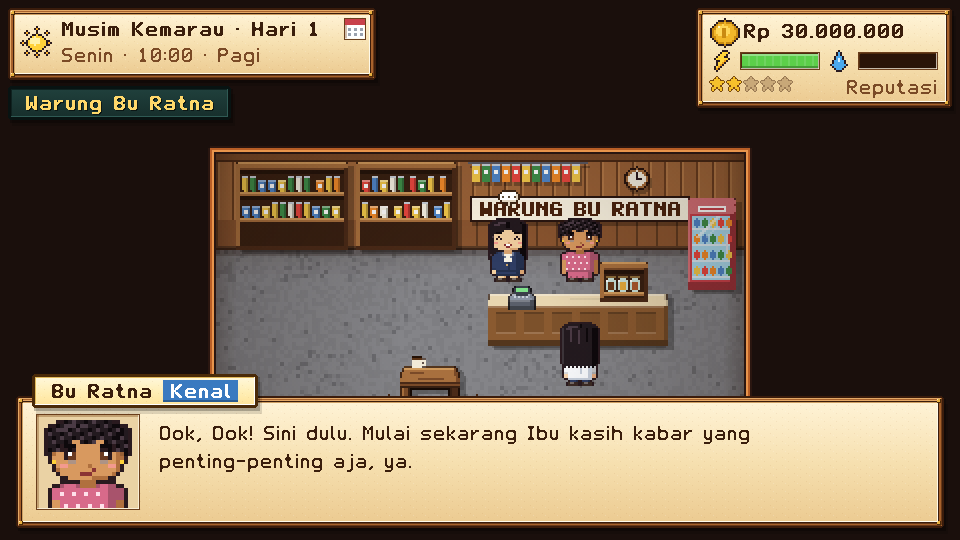 Musim Kemarau · Hari 1
Senin · 10:00 · Pagi
Rp 30.000.000
Reputasi
Warung Bu Ratna
WARUNG BU RATNA
Bu Ratna Kenal
Dok, Dok! Sini dulu. Mulai sekarang Ibu kasih kabar yang
penting-penting aja, ya.